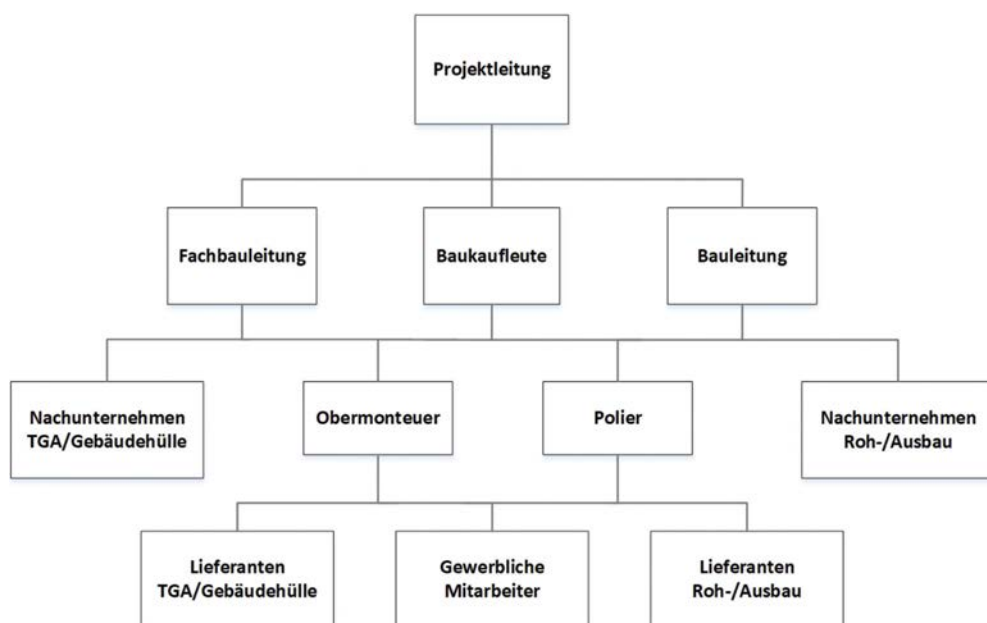 Projektleitung
Fachbauleitung
Baukaufleute
Bauleitung
Nachunternehmen
TGA/Gebäudehülle
Obermonteuer
Polier
Nachunternehmen
Roh-/Ausbau
Lieferanten
TGA/Gebäudehülle
Gewerbliche
Mitarbeiter
Lieferanten
Roh-/Ausbau